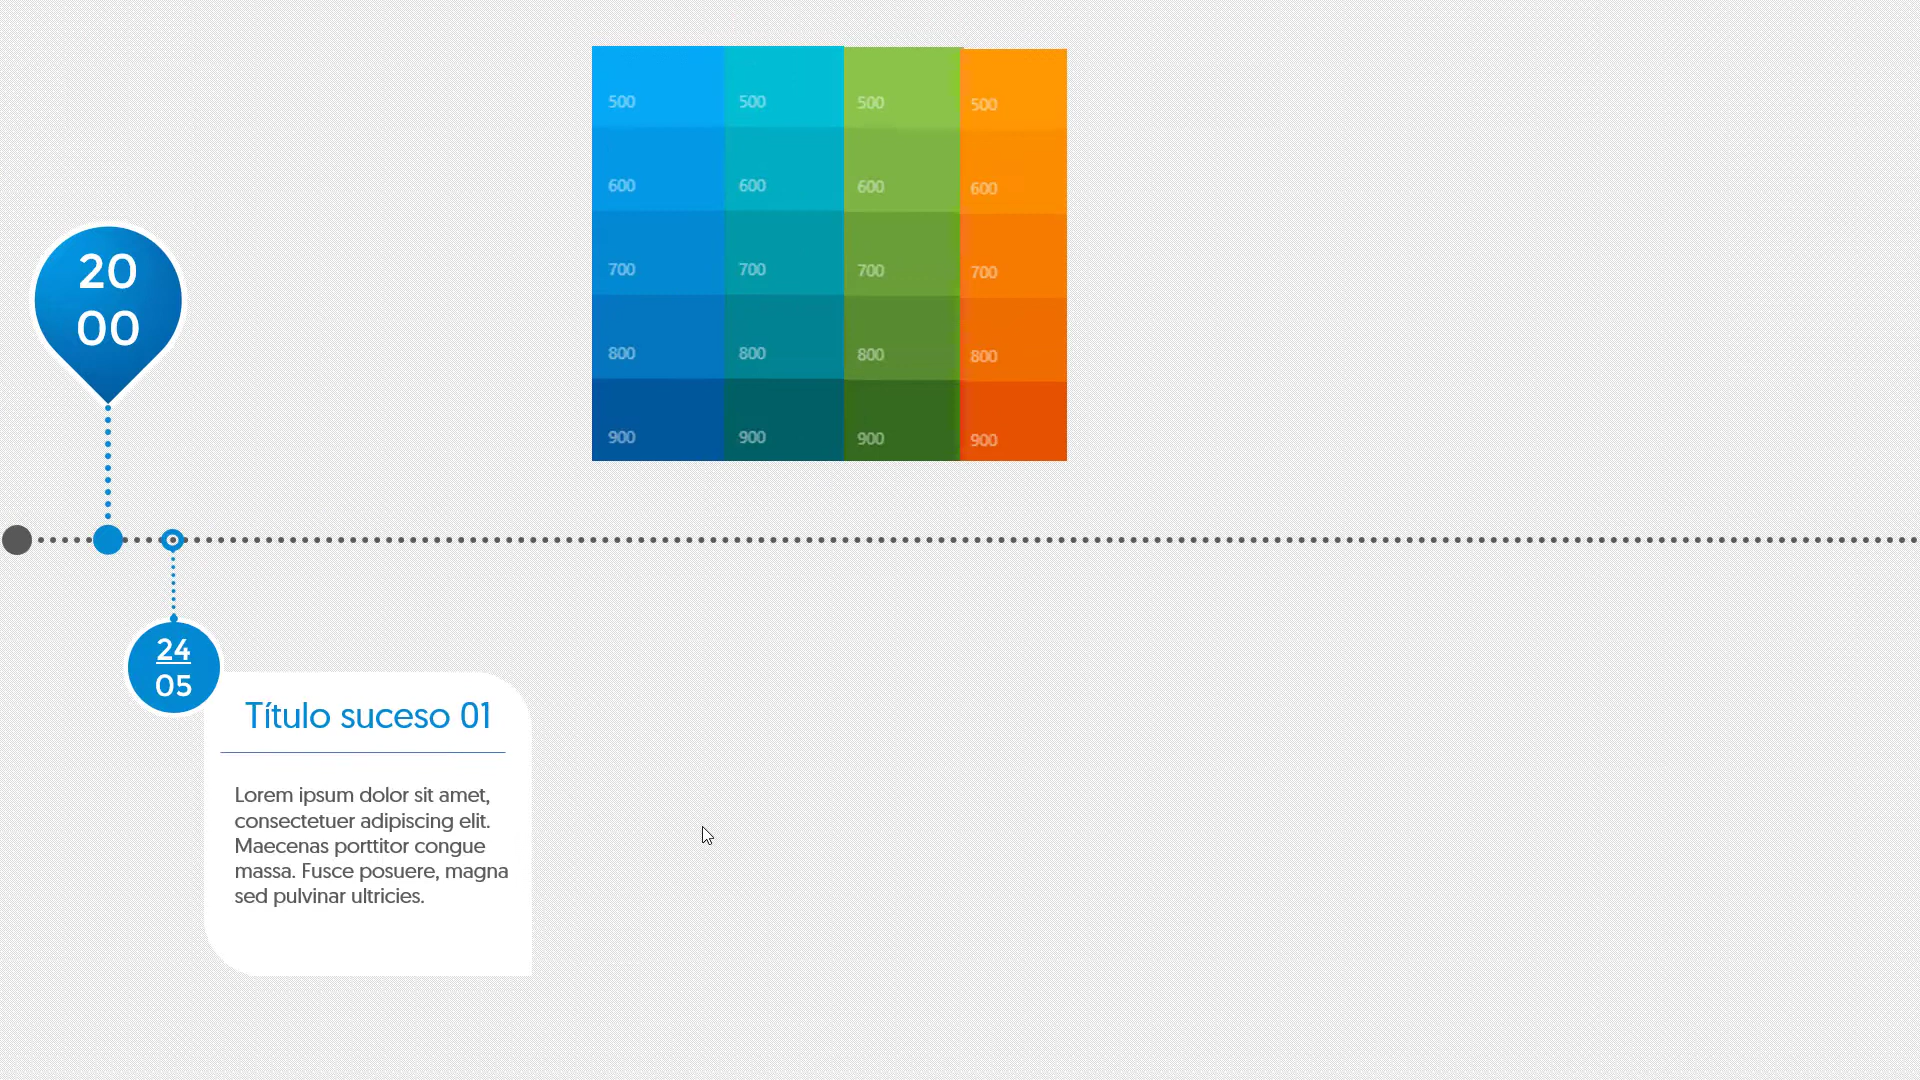 500 500 500 500
600 600 600 600
700 700 700 700
800 800 800 800
900 900 900 900
20
00
24
05
Título suceso 01
Lorem ipsum dolor sit amet,
consectetuer adipiscing elit.
Maecenas porttitor congue
massa. Fusce posuere, magna
sed pulvinar ultricies.